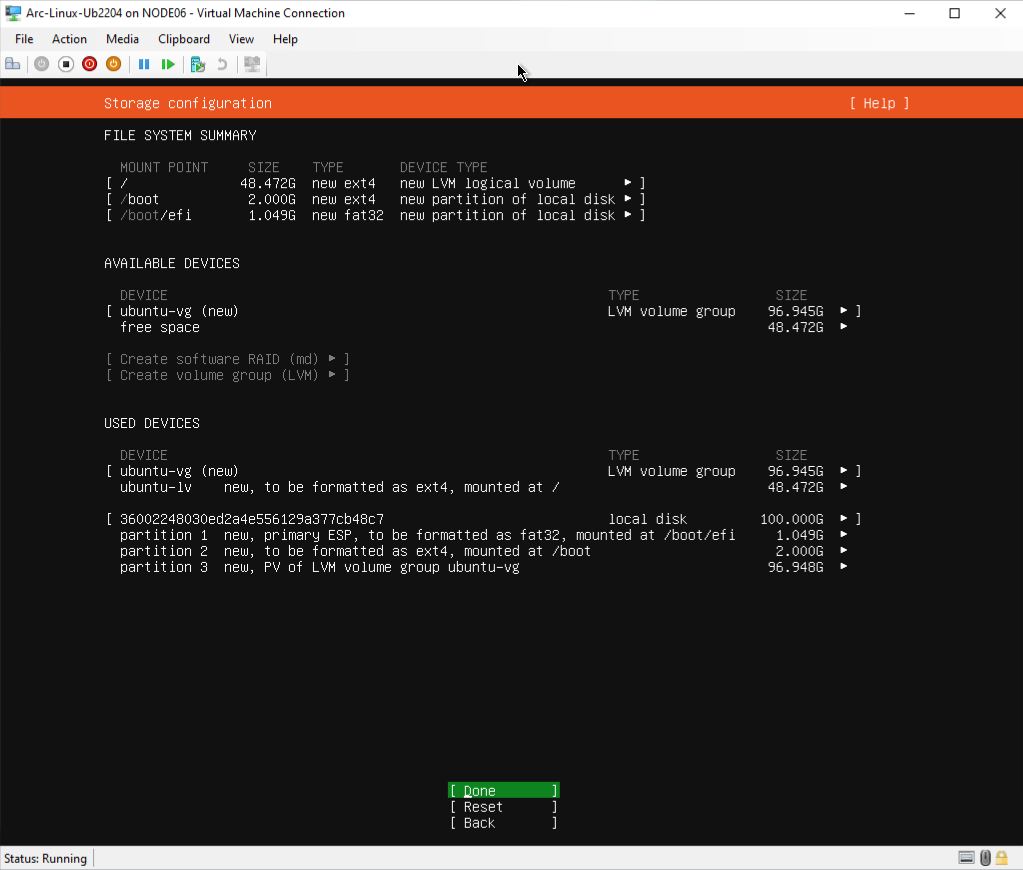 Arc-Linux-Ub2204 on NODE06 - Virtual Machine Connection
File Action Media Clipboard View Help
Storage configuration [ Help ]
FILE SYSTEM SUMMARY
MOUNT POINT SIZE TYPE DEVICE TYPE
[ / 48.472G new ext4 new LVM logical volume ▸ ]
[ /boot 2.000G new ext4 new partition of local disk ▸ ]
[ /boot/efi 1.049G new fat32 new partition of local disk ▸ ]
AVAILABLE DEVICES
DEVICE TYPE SIZE
[ ubuntu-vg (new) LVM volume group 96.945G ▸ ]
free space 48.472G ▸
[ Create software RAID (md) ▸ ]
[ Create volume group (LVM) ▸ ]
USED DEVICES
DEVICE TYPE SIZE
[ ubuntu-vg (new) LVM volume group 96.945G ▸ ]
ubuntu-lv new, to be formatted as ext4, mounted at / 48.472G ▸
[ 36002248030ed2a4e556129a377cb48c7 local disk 100.000G ▸ ]
partition 1 new, primary ESP, to be formatted as fat32, mounted at /boot/efi 1.049G ▸
partition 2 new, to be formatted as ext4, mounted at /boot 2.000G ▸
partition 3 new, PV of LVM volume group ubuntu-vg 96.948G ▸
[ Done ]
[ Reset ]
[ Back ]
Status: Running